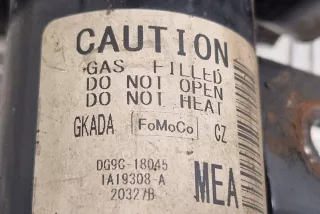 CAUTION
GAS FILLED
DO NOT OPEN
DO NOT HEAT
GKADA FoMoCo CZ
DG9C-18045
1A19308-A
20327B MEA